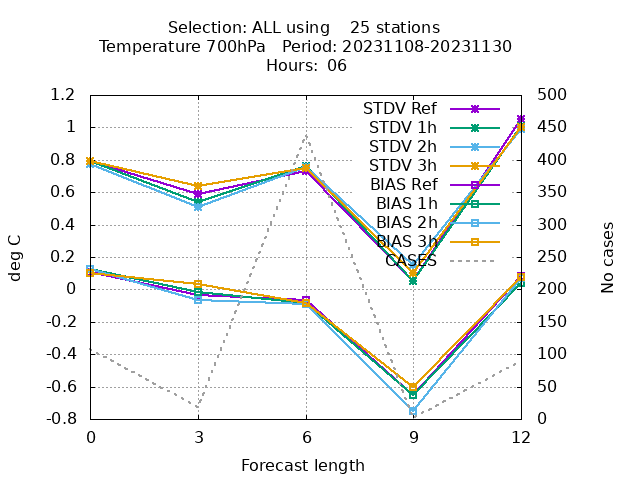 Selection: ALL using    25 stations
Temperature 700hPa   Period: 20231108-20231130
Hours: 06
1.2
1
0.8
0.6
0.4
0.2
0
-0.2
-0.4
-0.6
-0.8
deg C
500
450
400
350
300
250
200
150
100
50
0
No cases
STDV Ref
STDV 1h
STDV 2h
STDV 3h
BIAS Ref
BIAS 1h
BIAS 2h
BIAS 3h
CASES
0 3 6 9 12
Forecast length